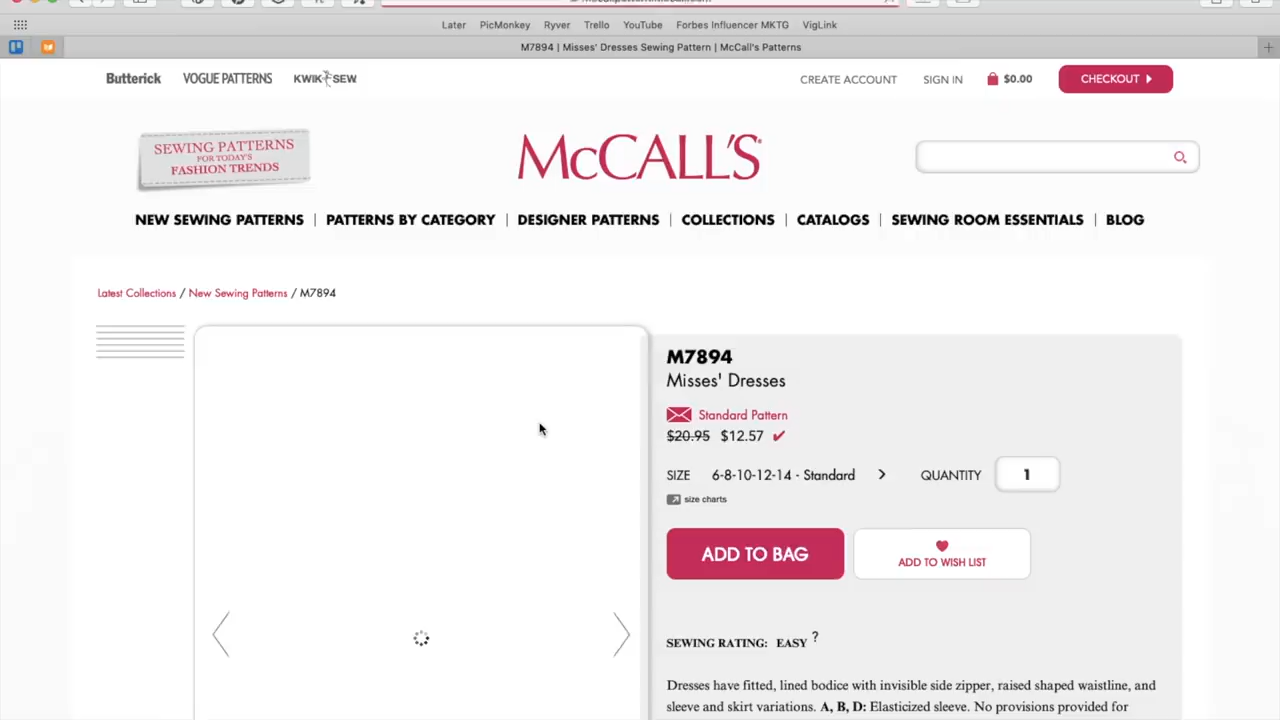 Later PicMonkey Ryver Trello YouTube Forbes Influencer MKTG VigLink
M7894 | Misses' Dresses Sewing Pattern | McCall's Patterns
Butterick VOGUE PATTERNS KWIK SEW CREATE ACCOUNT SIGN IN $0.00 CHECKOUT
SEWING PATTERNS
FOR TODAY'S
FASHION TRENDS
McCALL'S
NEW SEWING PATTERNS | PATTERNS BY CATEGORY | DESIGNER PATTERNS | COLLECTIONS | CATALOGS | SEWING ROOM ESSENTIALS | BLOG
Latest Collections / New Sewing Patterns / M7894
M7894
Misses' Dresses
Standard Pattern
$20.95 $12.57
SIZE 6-8-10-12-14 - Standard QUANTITY 1
size charts
ADD TO BAG
ADD TO WISH LIST
SEWING RATING: EASY ?
Dresses have fitted, lined bodice with invisible side zipper, raised shaped waistline, and
sleeve and skirt variations. A, B, D: Elasticized sleeve. No provisions provided for